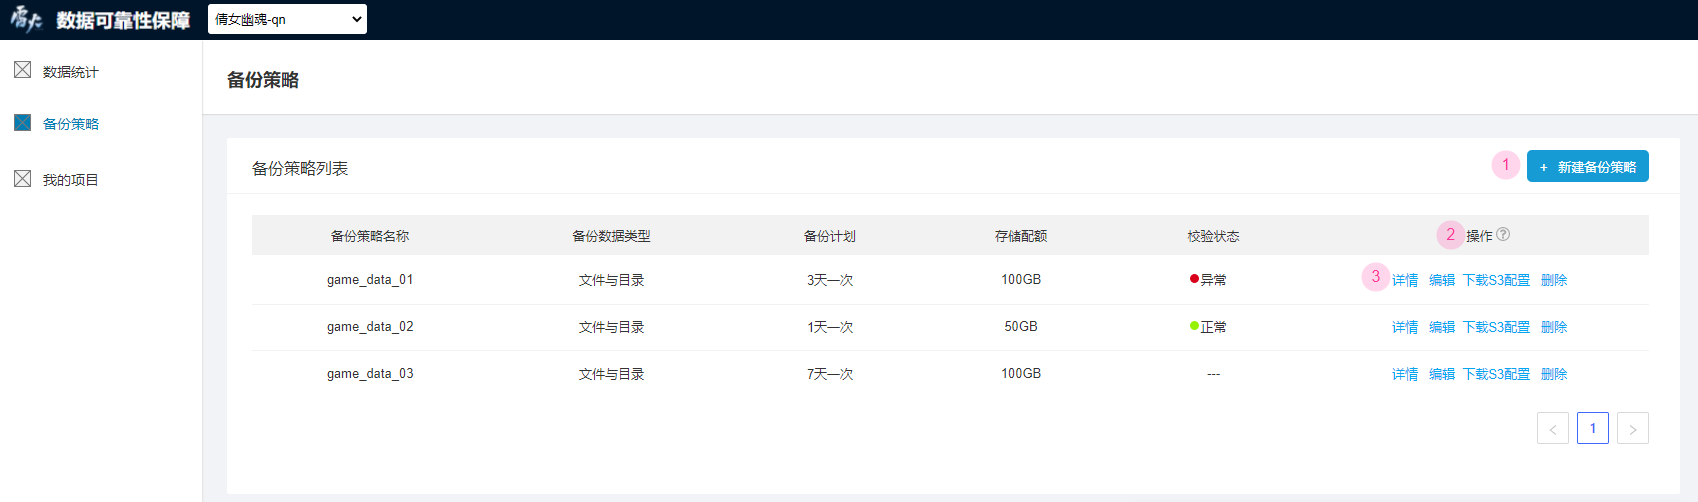 雷火 数据可靠性保障 倩女幽魂-qn
数据统计
备份策略
我的项目
备份策略
备份策略列表
1 + 新建备份策略
备份策略名称 备份数据类型 备份计划 存储配额 校验状态 2 操作 ?
game_data_01 文件与目录 3天一次 100GB 异常 3 详情 编辑 下载S3配置 删除
game_data_02 文件与目录 1天一次 50GB 正常 详情 编辑 下载S3配置 删除
game_data_03 文件与目录 7天一次 100GB --- 详情 编辑 下载S3配置 删除
< 1 >